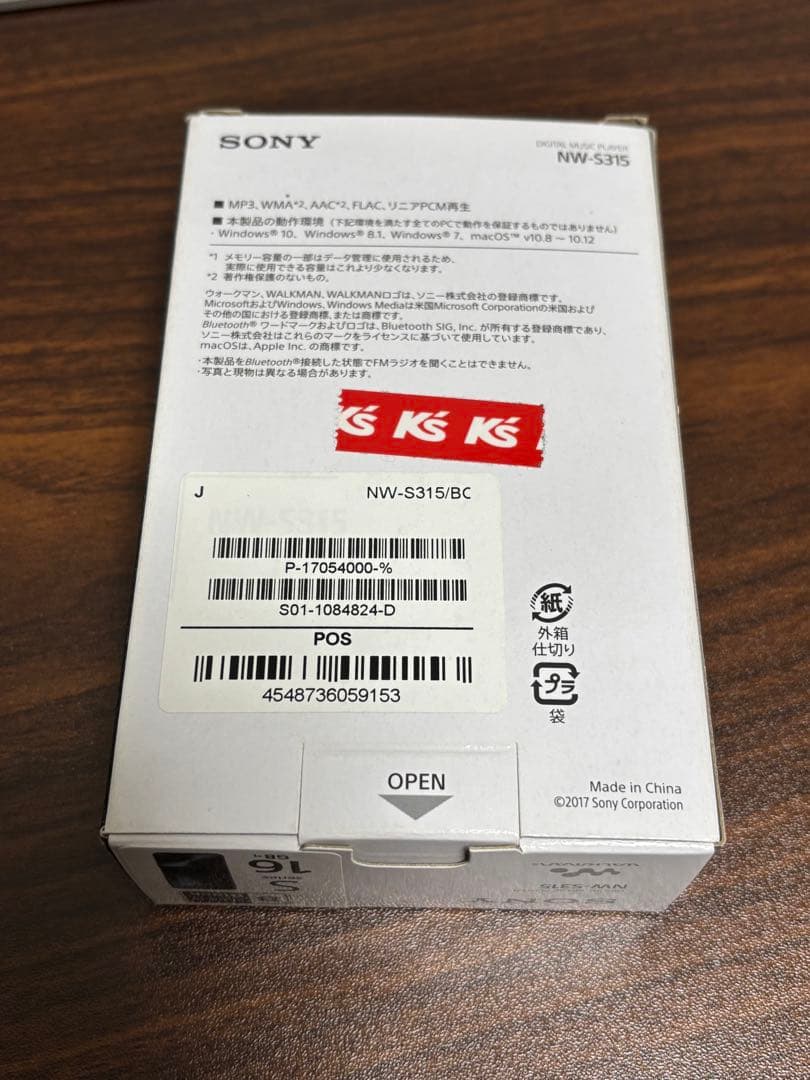 SONY
DIGITAL MUSIC PLAYER
NW-S315
■ MP3、WMA*2、AAC*2、FLAC、リニアPCM再生
■ 本製品の動作環境（下記環境を満たす全てのPCで動作を保証するものではありません）
・Windows® 10、Windows® 8.1、Windows® 7、macOS™ v10.8 ～ 10.12
*1 メモリー容量の一部はデータ管理に使用されるため、
実際に使用できる容量はこれより少なくなります。
*2 著作権保護のないもの。
ウォークマン、WALKMAN、WALKMANロゴは、ソニー株式会社の登録商標です。
MicrosoftおよびWindows、Windows Mediaは米国Microsoft Corporationの米国および
その他の国における登録商標、または商標です。
Bluetooth® ワードマークおよびロゴは、Bluetooth SIG, Inc. が所有する登録商標であり、
ソニー株式会社はこれらのマークをライセンスに基づいて使用しています。
macOSは、Apple Inc. の商標です。
・本製品をBluetooth®接続した状態でFMラジオを聞くことはできません。
・写真と現物は異なる場合があります。
K's K's K's
J NW-S315/BC
P-17054000-%
S01-1084824-D
POS
4548736059153
紙
外箱
仕切り
プラ
袋
OPEN
Made in China
©2017 Sony Corporation
16
GB*1
S
series
WALKMAN
NW-S315
SONY